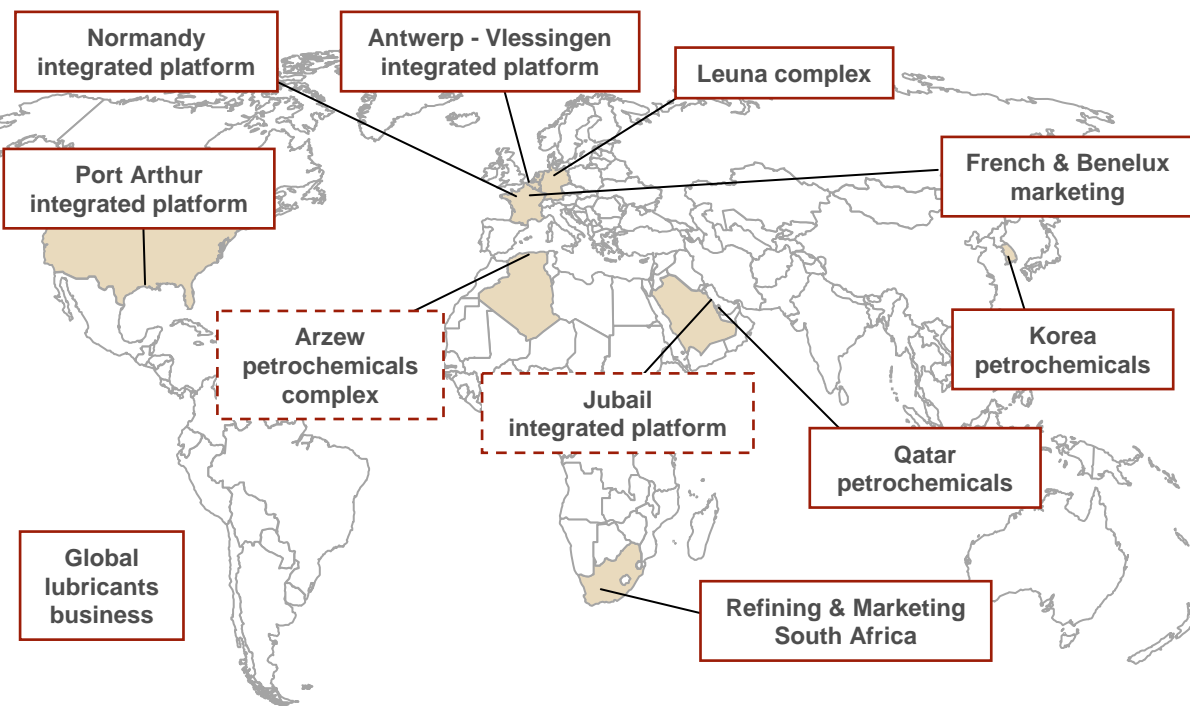 Normandy
integrated platform
Antwerp - Vlessingen
integrated platform
Leuna complex
Port Arthur
integrated platform
French & Benelux
marketing
Arzew
petrochemicals
complex
Korea
petrochemicals
Jubail
integrated platform
Qatar
petrochemicals
Global
lubricants
business
Refining & Marketing
South Africa